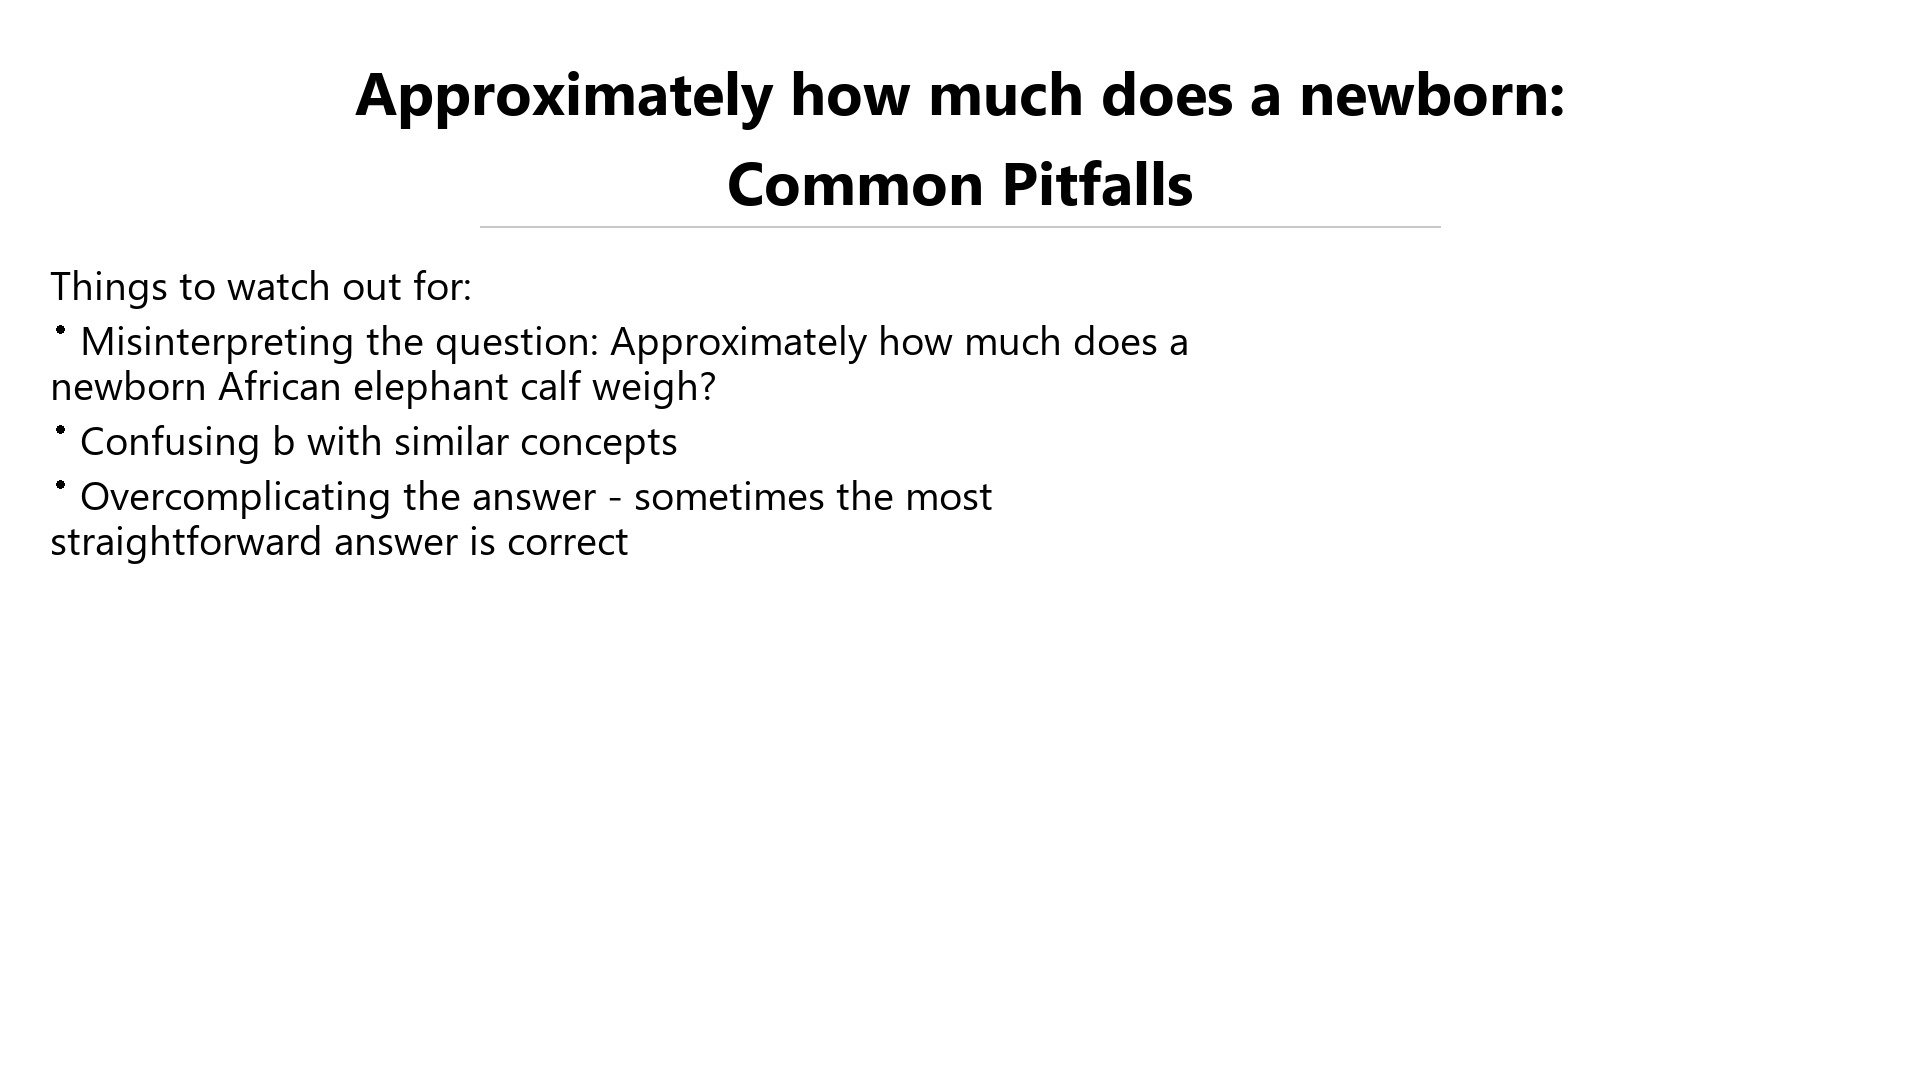 Approximately how much does a newborn:
Common Pitfalls
Things to watch out for:
• Misinterpreting the question: Approximately how much does a
newborn African elephant calf weigh?
• Confusing b with similar concepts
• Overcomplicating the answer - sometimes the most
straightforward answer is correct